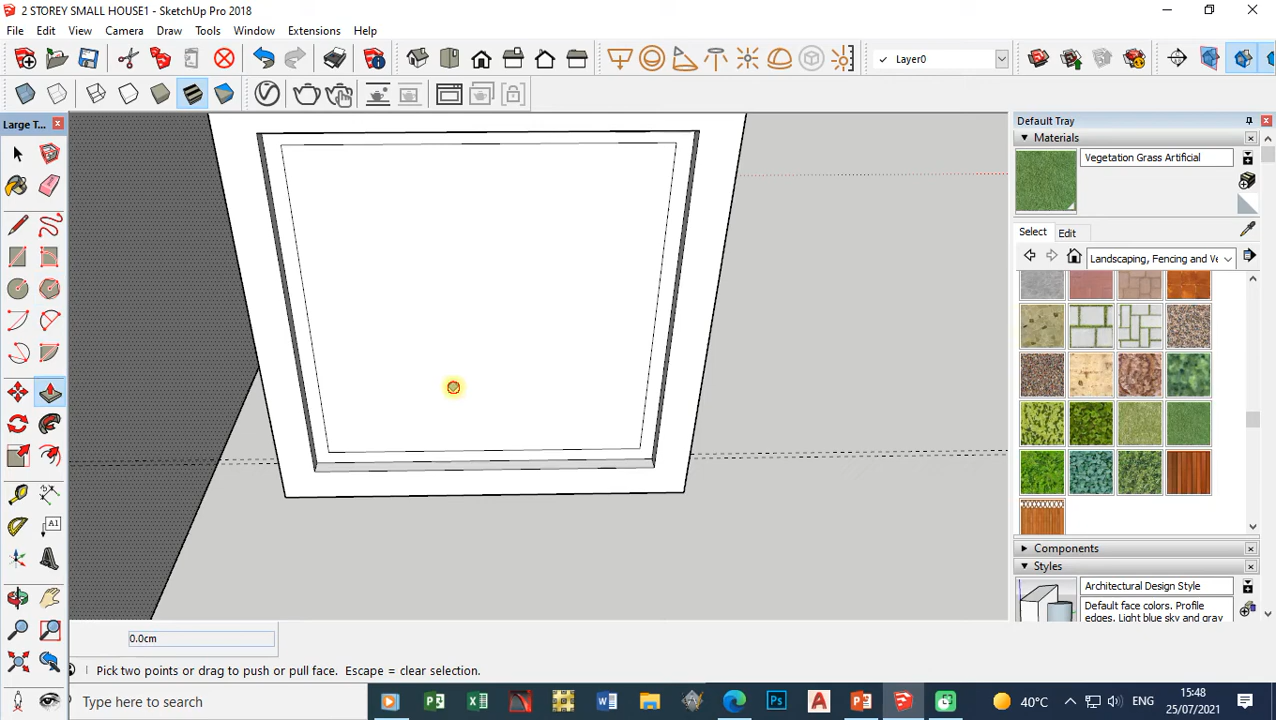 2 STOREY SMALL HOUSE1 - SketchUp Pro 2018
File Edit View Camera Draw Tools Window Extensions Help
Layer0
Large T...
Default Tray
Materials
Vegetation Grass Artificial
Select Edit
Landscaping, Fencing and Ve
A1
Components
Styles
Architectural Design Style
Default face colors. Profile
edges. Light blue sky and gray
0.0cm
Pick two points or drag to push or pull face. Escape = clear selection.
Type here to search
40°C
ENG
15:48
25/07/2021